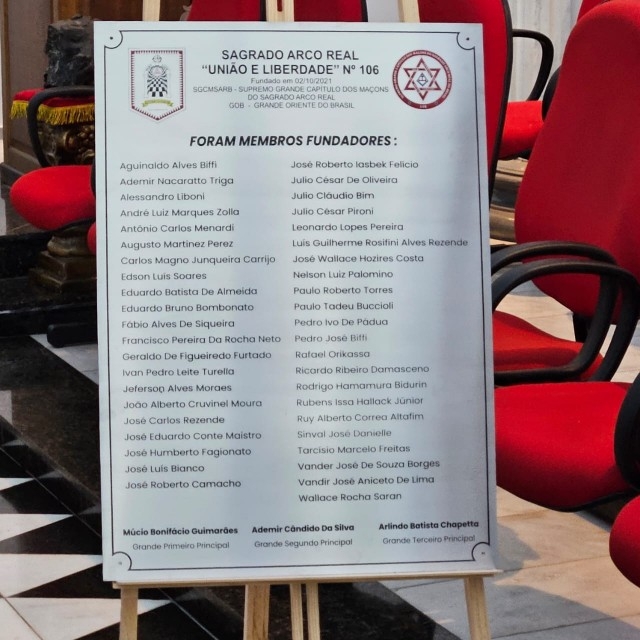 SAGRADO ARCO REAL
"UNIÃO E LIBERDADE" Nº 106
Fundado em 02/10/2021
SGCMSARB - SUPREMO GRANDE CAPITULO DOS MAÇONS
DO SAGRADO ARCO REAL
GOB - GRANDE ORIENTE DO BRASIL
FORAM MEMBROS FUNDADORES :
Aguinaldo Alves Biffi
Ademir Nacaratto Triga
Alessandro Liboni
André Luiz Marques Zolla
Antônio Carlos Menardi
Augusto Martinez Perez
Carlos Magno Junqueira Carrijo
Edson Luis Soares
Eduardo Batista De Almeida
Eduardo Bruno Bombonato
Fábio Alves De Siqueira
Francisco Pereira Da Rocha Neto
Geraldo De Figueiredo Furtado
Ivan Pedro Leite Turella
Jeferson Alves Moraes
João Alberto Cruvinel Moura
José Carlos Rezende
José Eduardo Conte Maistro
José Humberto Fagionato
José Luis Bianco
José Roberto Camacho
José Roberto Iasbek Felicio
Julio César De Oliveira
Julio Cláudio Bim
Julio César Pironi
Leonardo Lopes Pereira
Luis Guilherme Rosifini Alves Rezende
José Wallace Hozires Costa
Nelson Luiz Palomino
Paulo Roberto Torres
Paulo Tadeu Buccioli
Pedro Ivo De Pádua
Pedro José Biffi
Rafael Orikassa
Ricardo Ribeiro Damasceno
Rodrigo Hamamura Bidurin
Rubens Issa Hallack Júnior
Ruy Alberto Correa Altafim
Sinval José Danielle
Tarcísio Marcelo Freitas
Vander José De Souza Borges
Vandir José Aniceto De Lima
Wallace Rocha Saran
Múcio Bonifácio Guimarães
Grande Primeiro Principal
Ademir Cândido Da Silva
Grande Segundo Principal
Arlindo Batista Chapetta
Grande Terceiro Principal